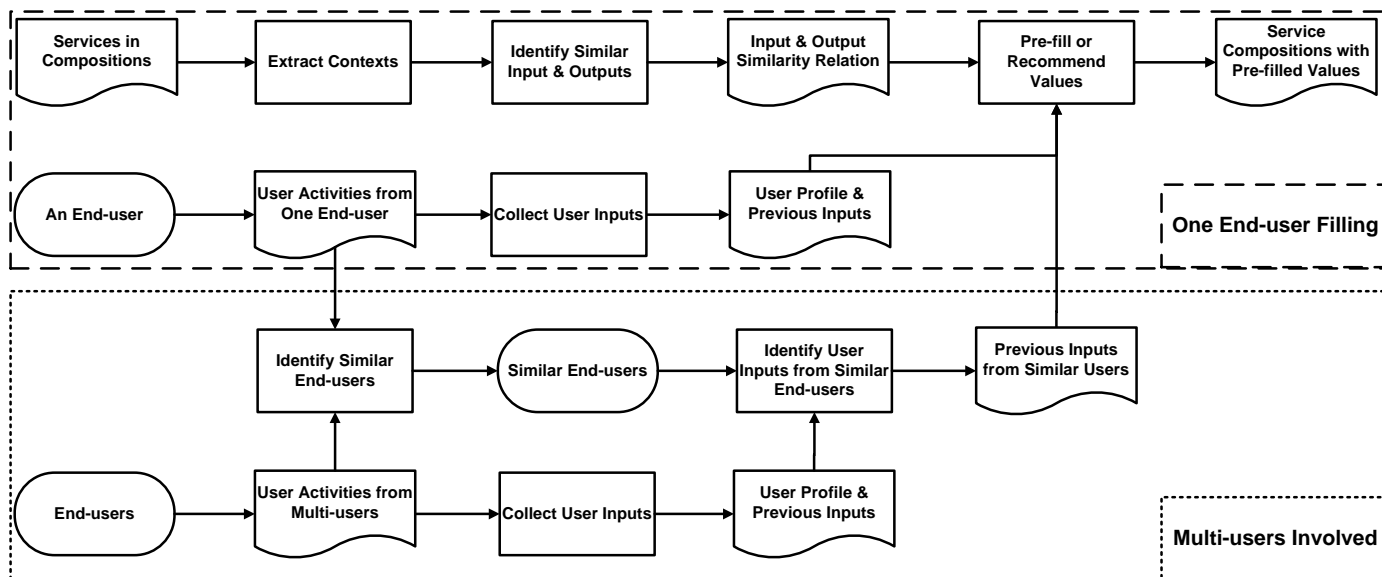 Services in
Compositions
Extract Contexts
Identify Similar
Input & Outputs
Input & Output
Similarity Relation
Pre-fill or
Recommend
Values
Service
Compositions with
Pre-filled Values
An End-user
User Activities from
One End-user
Collect User Inputs
User Profile &
Previous Inputs
One End-user Filling
Identify Similar
End-users
Similar End-users
Identify User
Inputs from Similar
End-users
Previous Inputs
from Similar Users
End-users
User Activities from
Multi-users
Collect User Inputs
User Profile &
Previous Inputs
Multi-users Involved